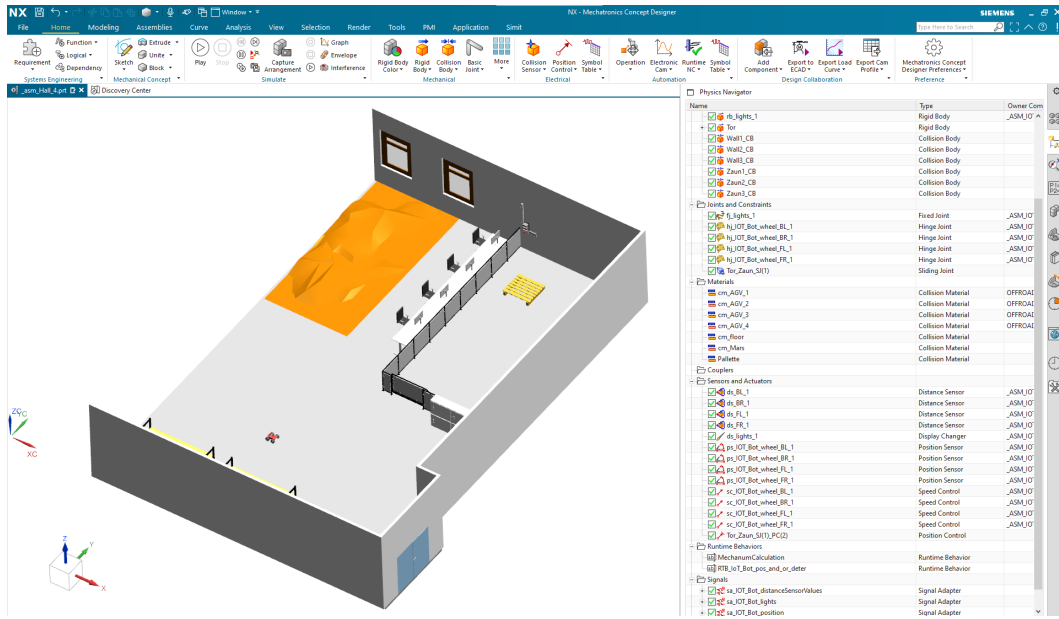 NX
Window
NX - Mechatronics Concept Designer
SIEMENS
File Home Modeling Assemblies Curve Analysis View Selection Render Tools PMI Application Simit
Type Here to Search
Requirement
Function
Logical
Dependency
Systems Engineering
Sketch
Extrude
Unite
Block
Mechanical Concept
Play
Stop
Capture Arrangement
Graph
Envelope
Interference
Simulate
Rigid Body Color
Rigid Body
Collision Body
Basic Joint
More
Mechanical
Collision Sensor
Position Control
Symbol Table
Electrical
Operation
Electronic Cam
Runtime NC
Symbol Table
Automation
Add Component
Export to ECAD
Export Load Curve
Export Cam Profile
Design Collaboration
Mechatronics Concept Designer Preferences
Preference
_asm_Hall_4.prt
Discovery Center
ZC
YC
XC
Z
Y
X
Physics Navigator
Name Type Owner Com
rb_lights_1 Rigid Body _ASM_IO
Tor Rigid Body
Wall1_CB Collision Body
Wall2_CB Collision Body
Wall3_CB Collision Body
Zaun1_CB Collision Body
Zaun2_CB Collision Body
Zaun3_CB Collision Body
Joints and Constraints
fj_lights_1 Fixed Joint _ASM_IO
hj_IOT_Bot_wheel_BL_1 Hinge Joint _ASM_IO
hj_IOT_Bot_wheel_BR_1 Hinge Joint _ASM_IO
hj_IOT_Bot_wheel_FL_1 Hinge Joint _ASM_IO
hj_IOT_Bot_wheel_FR_1 Hinge Joint _ASM_IO
Tor_Zaun_SJ(1) Sliding Joint
Materials
cm_AGV_1 Collision Material OFFROAD
cm_AGV_2 Collision Material OFFROAD
cm_AGV_3 Collision Material OFFROAD
cm_AGV_4 Collision Material OFFROAD
cm_floor Collision Material
cm_Mars Collision Material
Pallette Collision Material
Couplers
Sensors and Actuators
ds_BL_1 Distance Sensor _ASM_IO
ds_BR_1 Distance Sensor _ASM_IO
ds_FL_1 Distance Sensor _ASM_IO
ds_FR_1 Distance Sensor _ASM_IO
ds_lights_1 Display Changer _ASM_IO
ps_IOT_Bot_wheel_BL_1 Position Sensor _ASM_IO
ps_IOT_Bot_wheel_BR_1 Position Sensor _ASM_IO
ps_IOT_Bot_wheel_FL_1 Position Sensor _ASM_IO
ps_IOT_Bot_wheel_FR_1 Position Sensor _ASM_IO
sc_IOT_Bot_wheel_BL_1 Speed Control _ASM_IO
sc_IOT_Bot_wheel_BR_1 Speed Control _ASM_IO
sc_IOT_Bot_wheel_FL_1 Speed Control _ASM_IO
sc_IOT_Bot_wheel_FR_1 Speed Control _ASM_IO
Tor_Zaun_SJ(1)_PC(2) Position Control
Runtime Behaviors
MechanumCalculation Runtime Behavior
RTB_IoT_Bot_pos_and_or_deter Runtime Behavior
Signals
sa_IOT_Bot_distanceSensorValues Signal Adapter
sa_IOT_Bot_lights Signal Adapter
sa_IOT_Bot_position Signal Adapter